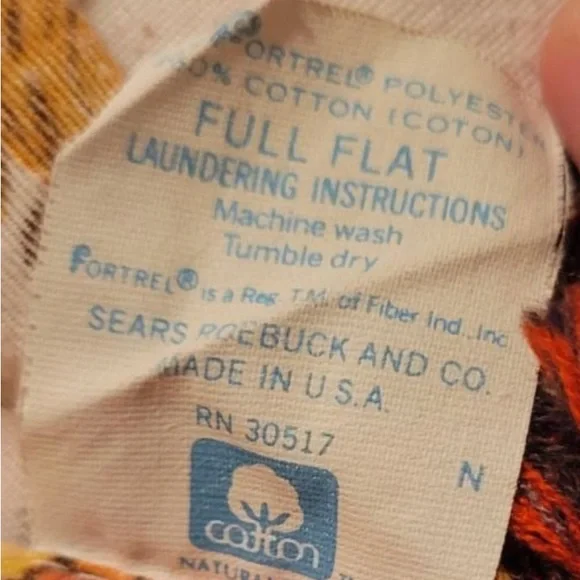 FORTREL® POLYESTER
50% COTTON (COTON)
FULL FLAT
LAUNDERING INSTRUCTIONS
Machine wash
Tumble dry
FORTREL® is a Reg. T.M. of Fiber Ind., Inc
SEARS ROEBUCK AND CO.
MADE IN U.S.A.
RN 30517
N
cotton